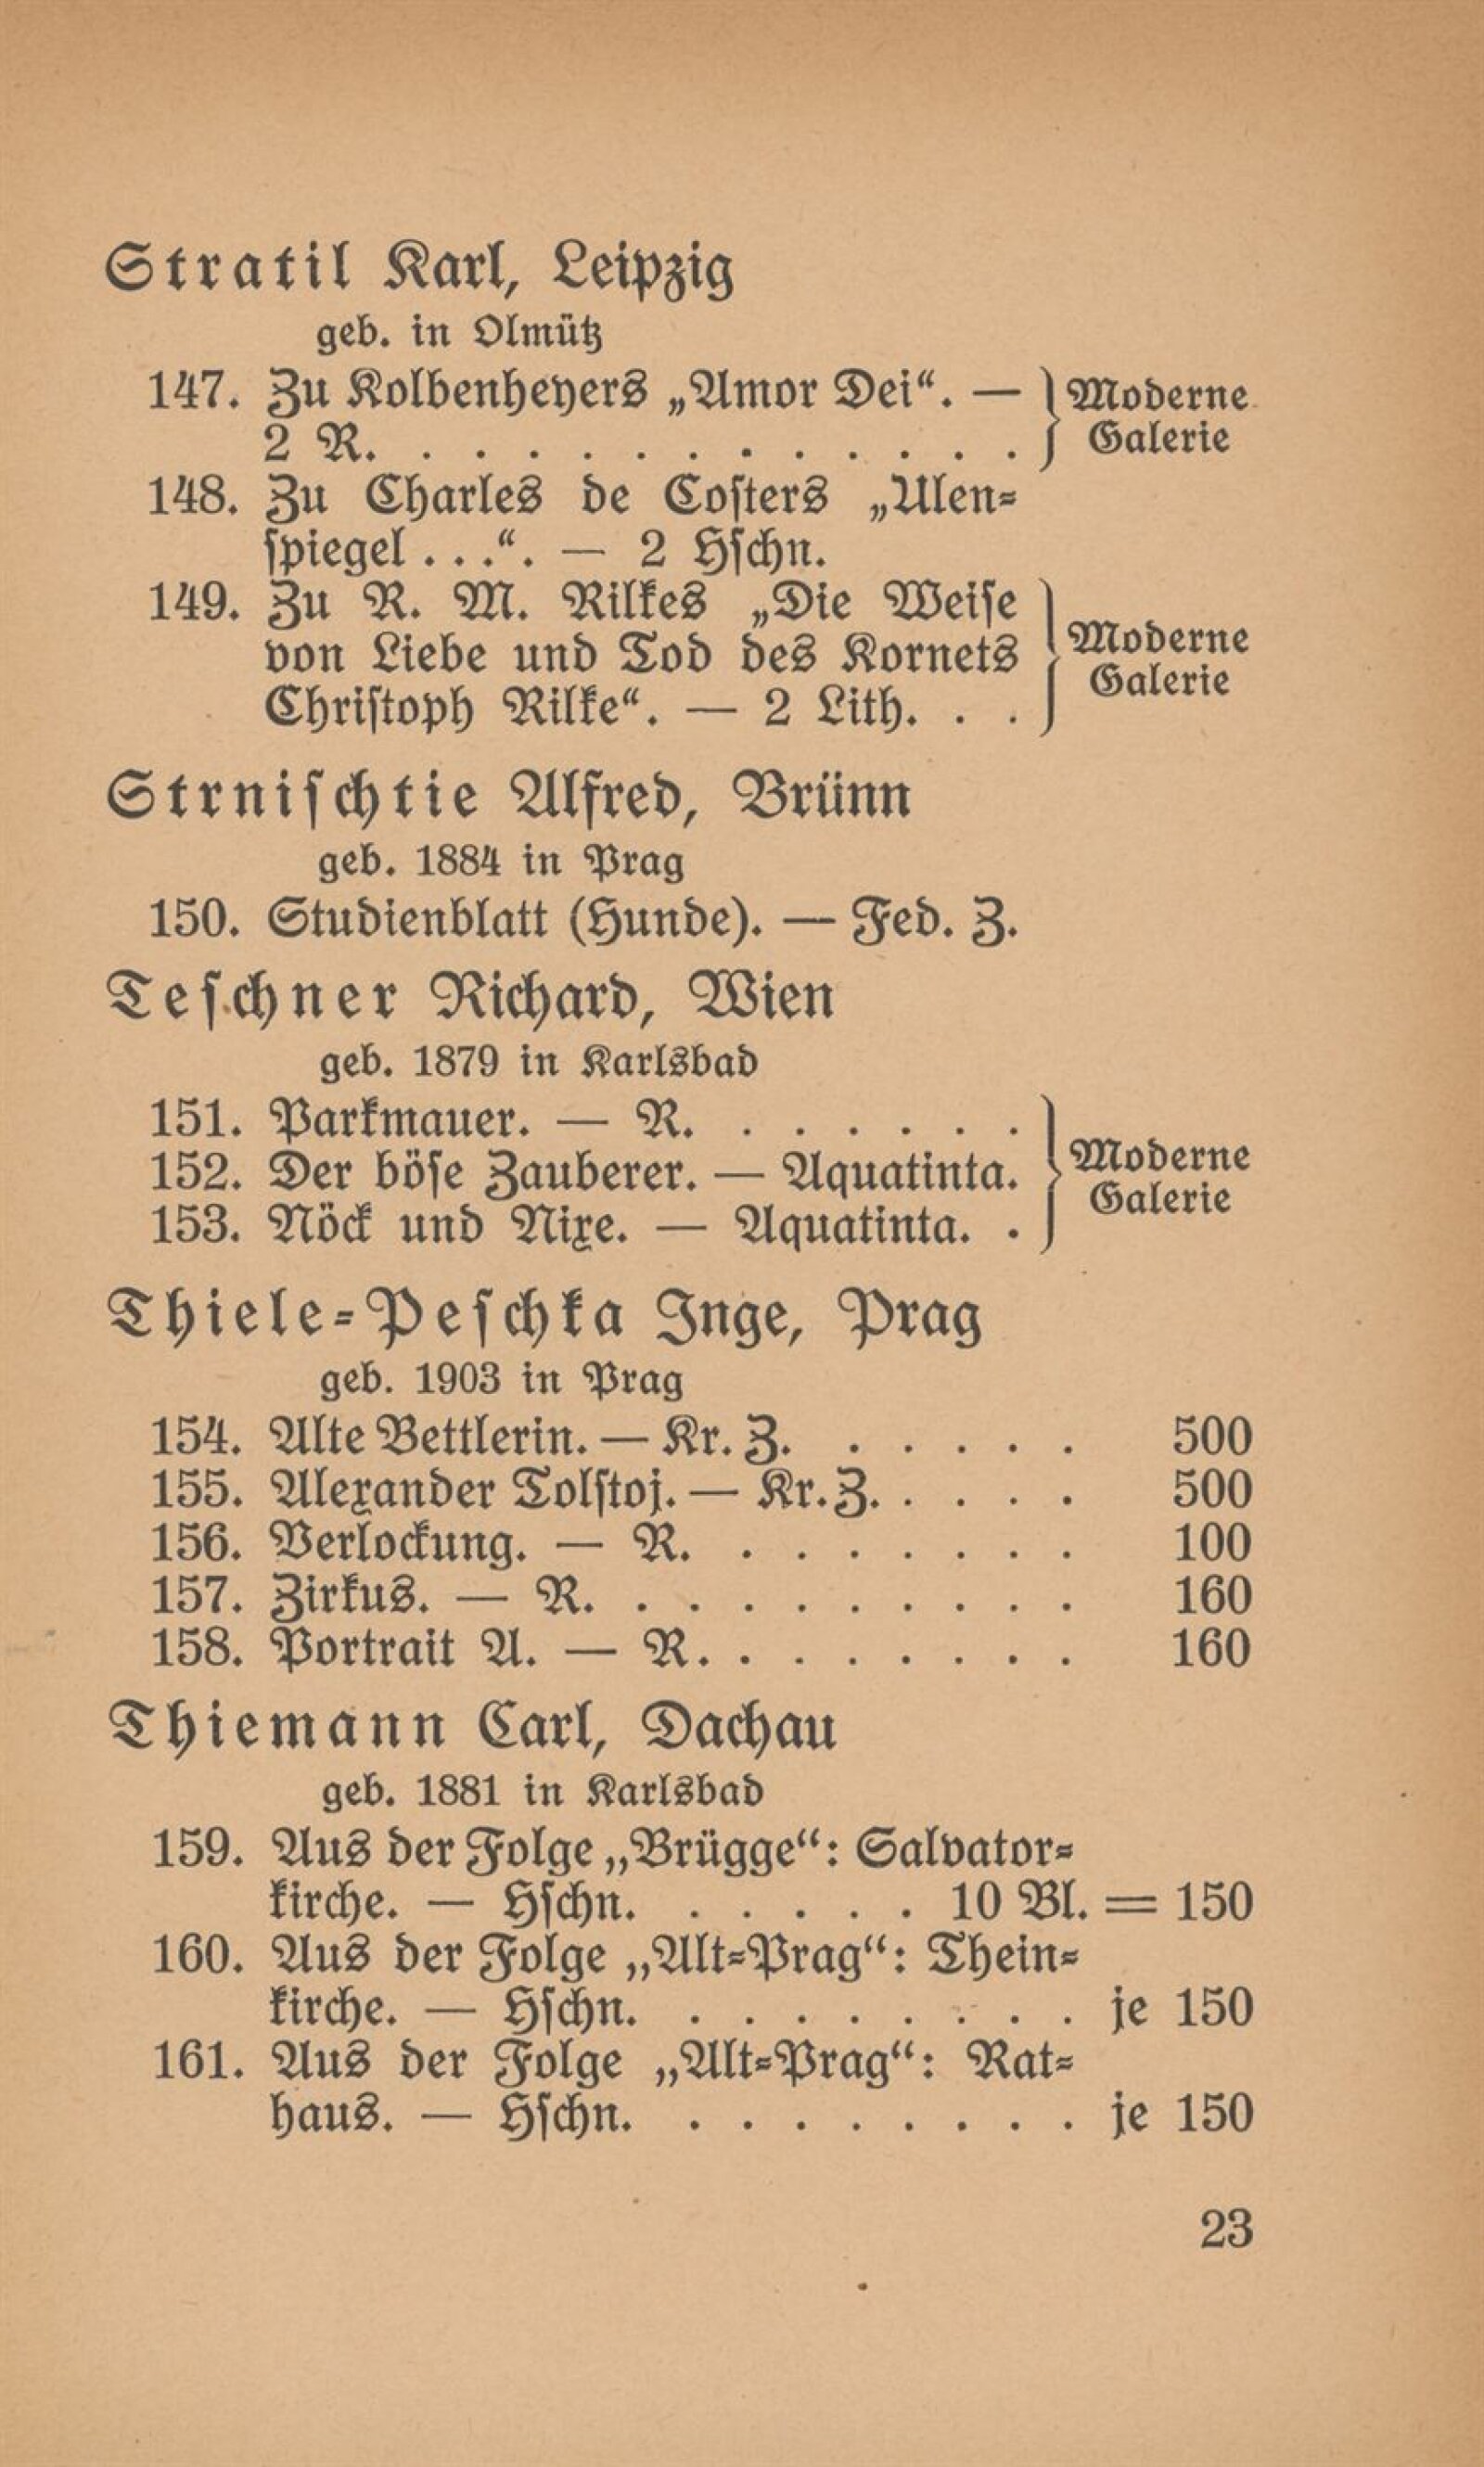 Stratil Karl, Leipzig
geb. in Olmütz
147. Zu Kolbenheyers „Amor Dei“. — Moderne
2 R. . . . . . . . . . . . . . Galerie
148. Zu Charles de Costers „Ulen-
spiegel . . .“. — 2 Hschn.
149. Zu R. M. Rilkes „Die Weise
von Liebe und Tod des Kornets Moderne
Christoph Rilke“. — 2 Lith. . . Galerie
Strnischtie Alfred, Brünn
geb. 1884 in Prag
150. Studienblatt (Hunde). — Fed. Z.
Teschner Richard, Wien
geb. 1879 in Karlsbad
151. Parkmauer. — R. . . . . . .
152. Der böse Zauberer. — Aquatinta. Moderne
153. Nöck und Nixe. — Aquatinta. . Galerie
Thiele-Peschka Inge, Prag
geb. 1903 in Prag
154. Alte Bettlerin. — Kr. Z. . . . . . 500
155. Alexander Tolstoj. — Kr. Z. . . . . 500
156. Verlockung. — R. . . . . . . . 100
157. Zirkus. — R. . . . . . . . . . 160
158. Portrait A. — R. . . . . . . . 160
Thiemann Carl, Dachau
geb. 1881 in Karlsbad
159. Aus der Folge „Brügge“: Salvator-
kirche. — Hschn. . . . . . 10 Bl. = 150
160. Aus der Folge „Alt-Prag“: Thein-
kirche. — Hschn. . . . . . . . . je 150
161. Aus der Folge „Alt-Prag“: Rat-
haus. — Hschn. . . . . . . . . je 150
23